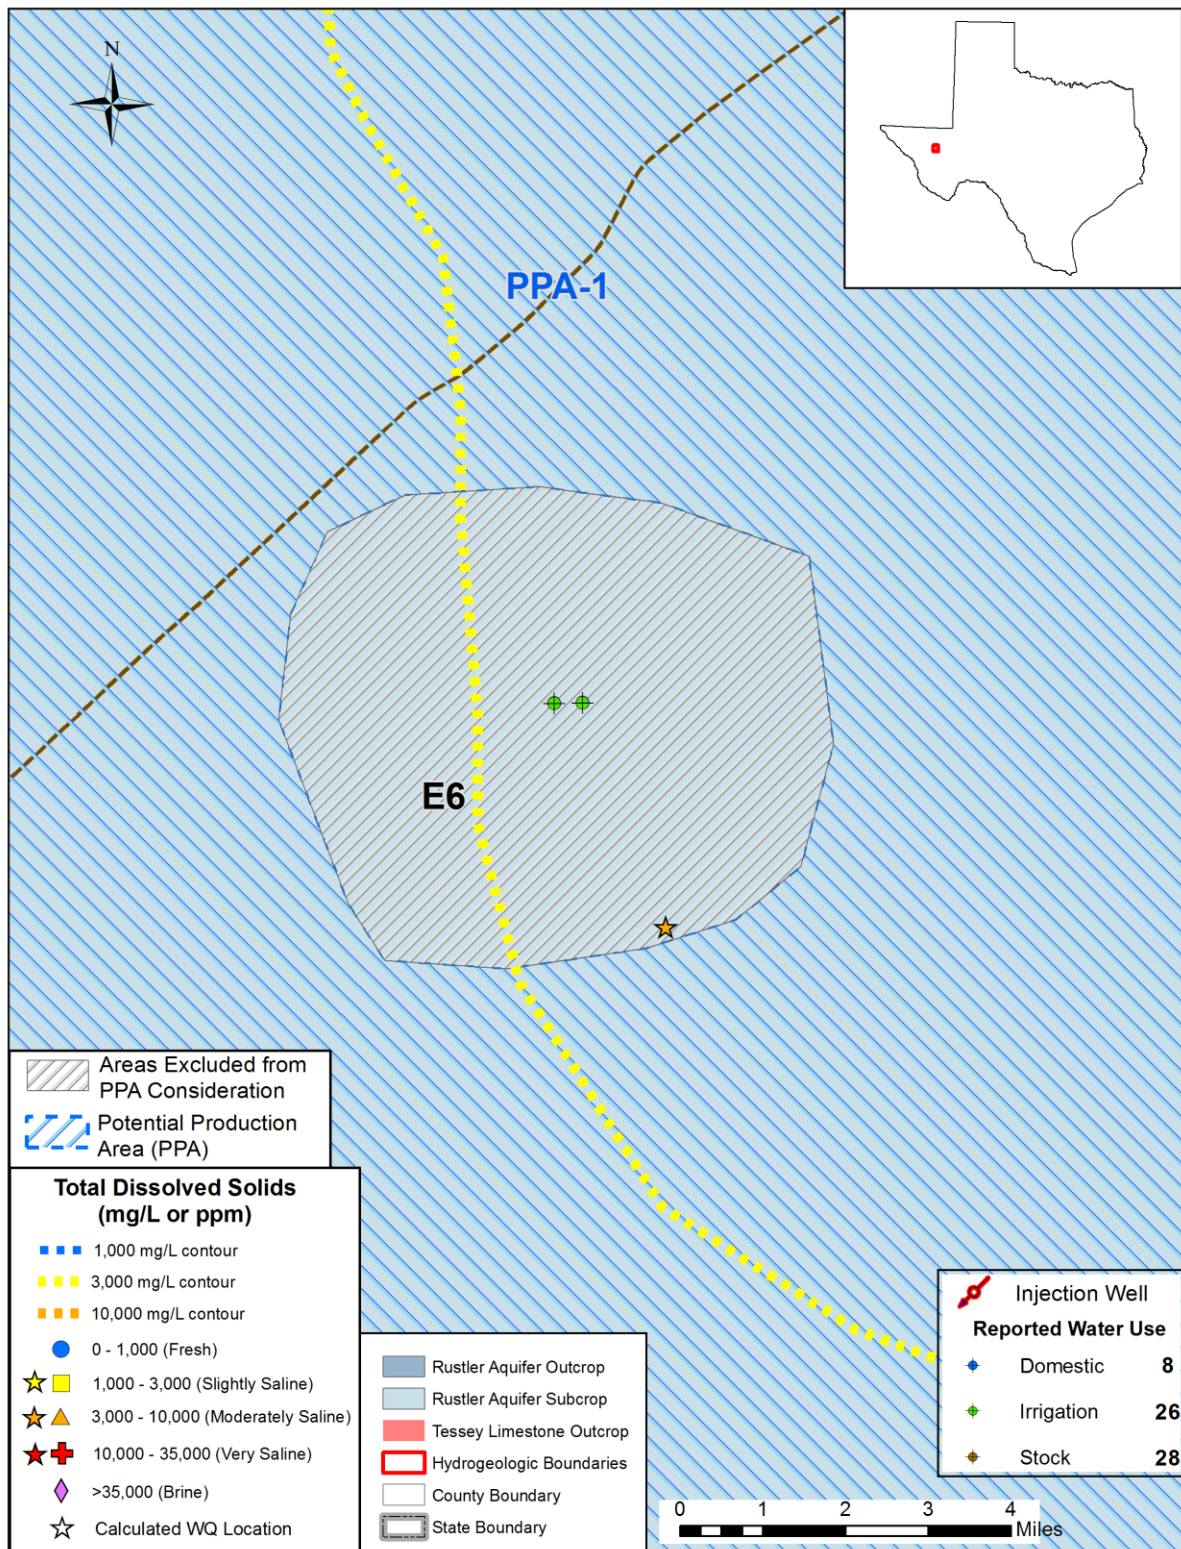 N
PPA-1
E6
Areas Excluded from
PPA Consideration
Potential Production
Area (PPA)
Total Dissolved Solids
(mg/L or ppm)
1,000 mg/L contour
3,000 mg/L contour
10,000 mg/L contour
0 - 1,000 (Fresh)
1,000 - 3,000 (Slightly Saline)
3,000 - 10,000 (Moderately Saline)
10,000 - 35,000 (Very Saline)
>35,000 (Brine)
Calculated WQ Location
Rustler Aquifer Outcrop
Rustler Aquifer Subcrop
Tessey Limestone Outcrop
Hydrogeologic Boundaries
County Boundary
State Boundary
Injection Well
Reported Water Use
Domestic 8
Irrigation 26
Stock 28
0 1 2 3 4
Miles